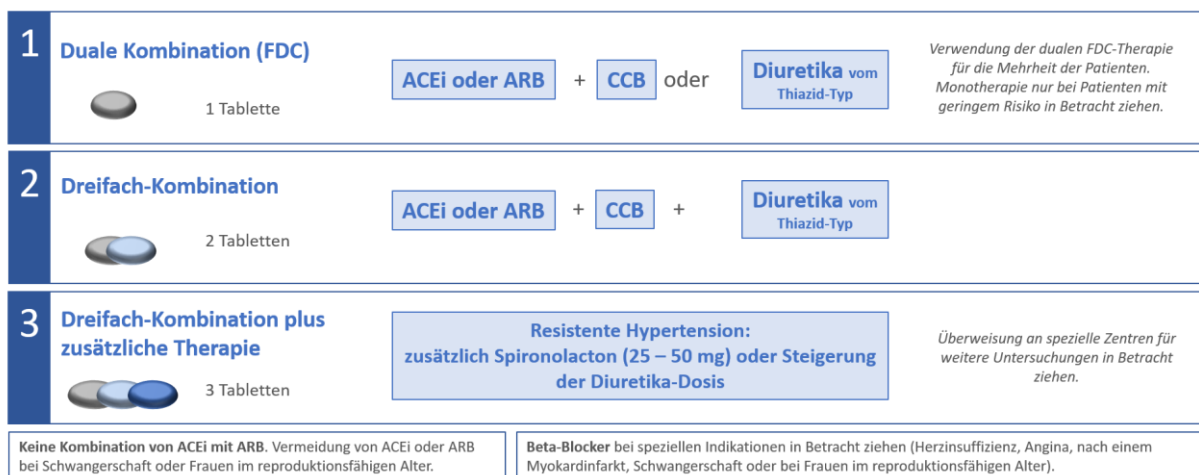 1
Duale Kombination (FDC)
1 Tablette
ACEi oder ARB + CCB oder Diuretika vom
Thiazid-Typ
Verwendung der dualen FDC-Therapie
für die Mehrheit der Patienten.
Monotherapie nur bei Patienten mit
geringem Risiko in Betracht ziehen.
2
Dreifach-Kombination
2 Tabletten
ACEi oder ARB + CCB + Diuretika vom
Thiazid-Typ
3
Dreifach-Kombination plus
zusätzliche Therapie
3 Tabletten
Resistente Hypertension:
zusätzlich Spironolacton (25 – 50 mg) oder Steigerung
der Diuretika-Dosis
Überweisung an spezielle Zentren für
weitere Untersuchungen in Betracht
ziehen.
Keine Kombination von ACEi mit ARB. Vermeidung von ACEi oder ARB
bei Schwangerschaft oder Frauen im reproduktionsfähigen Alter.
Beta-Blocker bei speziellen Indikationen in Betracht ziehen (Herzinsuffizienz, Angina, nach einem
Myokardinfarkt, Schwangerschaft oder bei Frauen im reproduktionsfähigen Alter).